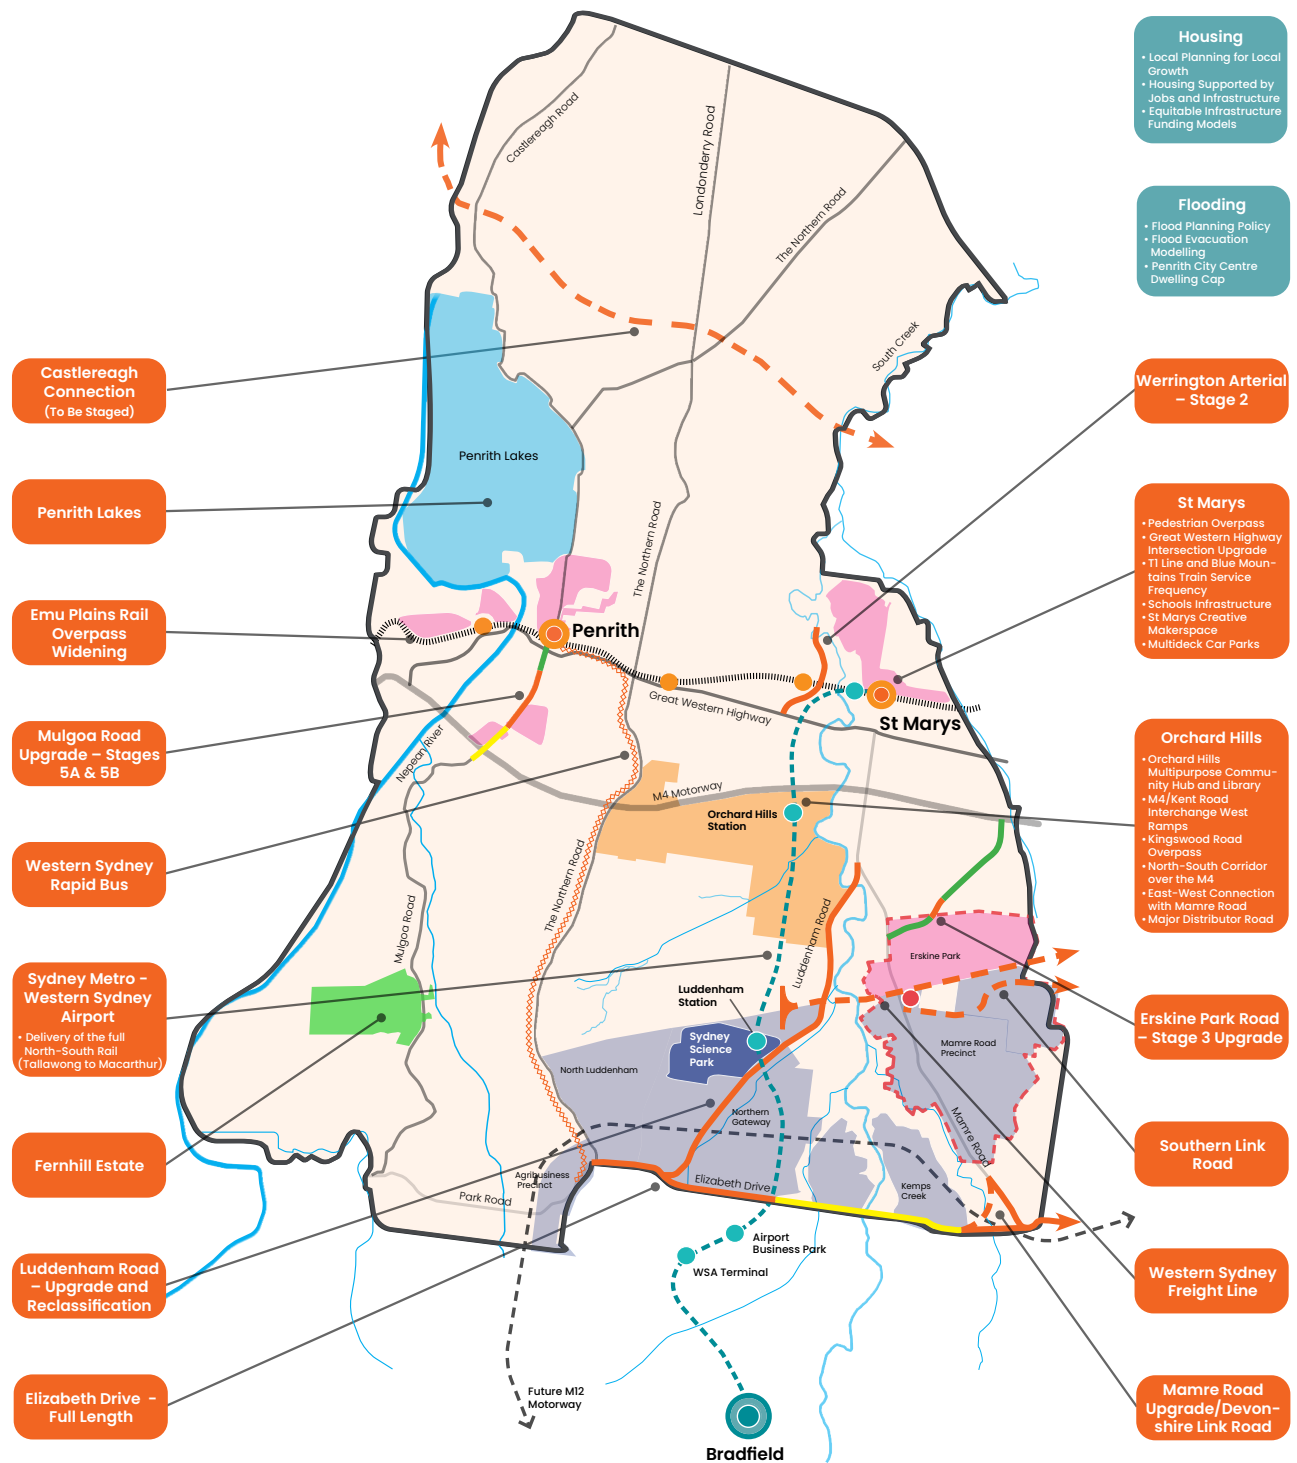 Housing
• Local Planning for Local
Growth
• Housing Supported by
Jobs and Infrastructure
• Equitable Infrastructure
Funding Models
Flooding
• Flood Planning Policy
• Flood Evacuation
Modelling
• Penrith City Centre
Dwelling Cap
Castlereagh
Connection
(To Be Staged)
Penrith Lakes
Emu Plains Rail
Overpass
Widening
Mulgoa Road
Upgrade – Stages
5A & 5B
Western Sydney
Rapid Bus
Sydney Metro -
Western Sydney
Airport
• Delivery of the full
North-South Rail
(Tallawong to Macarthur)
Fernhill Estate
Luddenham Road
– Upgrade and
Reclassification
Elizabeth Drive -
Full Length
Castlereagh Road
Londonderry Rood
The Northern Road
South Creek
Penrith Lakes
The Northern Road
Penrith
Great Western Highway
St Marys
Nepean River
M4 Motorway
Orchard Hills
Station
The Northern Road
Mulgoa Road
Luddenham Road
Erskine Park
Luddenham
Station
Sydney
Science
Park
North Luddenham
Mamre Road
Precinct
Northern
Gateway
Mamre Road
Agribusiness
Precinct
Elizabeth Drive
Kemps
Creek
Park Road
Airport
Business Park
WSA Terminal
Future M12
Motorway
Bradfield
Werrington Arterial
– Stage 2
St Marys
• Pedestrian Overpass
• Great Western Highway
Intersection Upgrade
• T1 Line and Blue Moun-
tains Train Service
Frequency
• Schools Infrastructure
• St Marys Creative
Makerspace
• Multideck Car Parks
Orchard Hills
• Orchard Hills
Multipurpose Commu-
nity Hub and Library
• M4/Kent Road
Interchange West
Ramps
• Kingswood Road
Overpass
• North-South Corridor
over the M4
• East-West Connection
with Mamre Road
• Major Distributor Road
Erskine Park Road
– Stage 3 Upgrade
Southern Link
Road
Western Sydney
Freight Line
Mamre Road
Upgrade/Devon-
shire Link Road